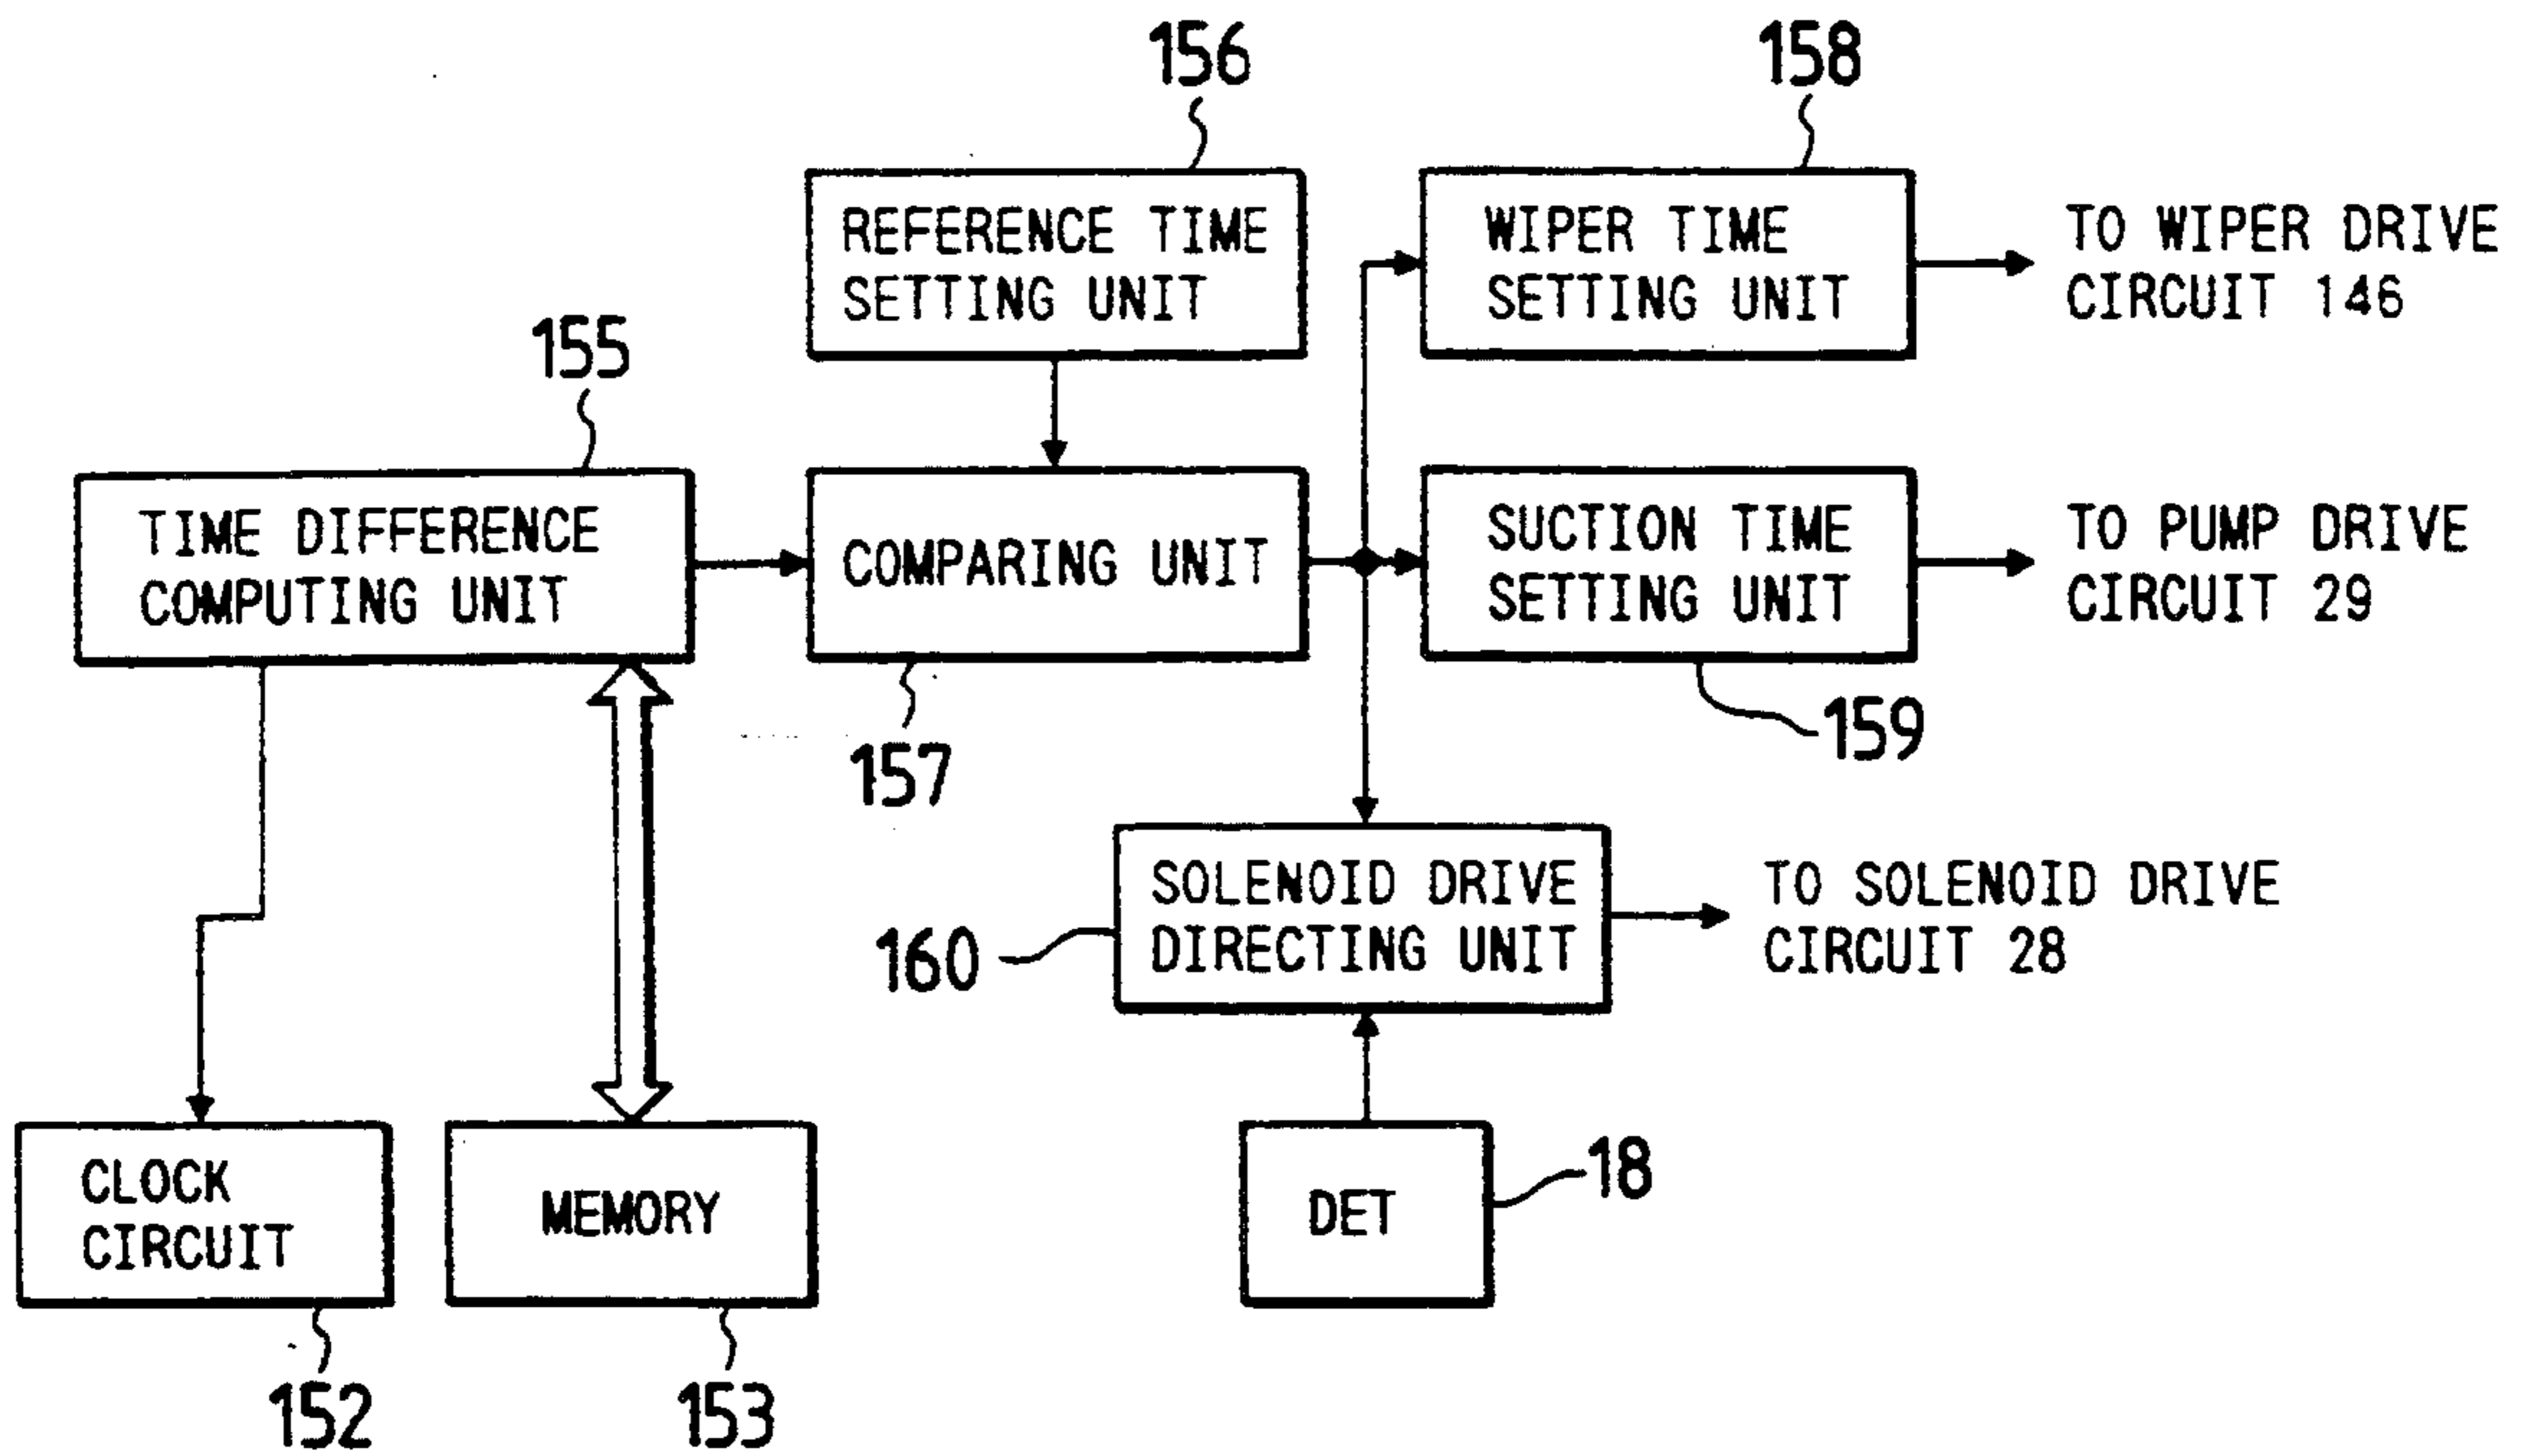 156
158
REFERENCE TIME
SETTING UNIT
WIPER TIME
SETTING UNIT
TO WIPER DRIVE
CIRCUIT 146
155
TIME DIFFERENCE
COMPUTING UNIT
COMPARING UNIT
SUCTION TIME
SETTING UNIT
TO PUMP DRIVE
CIRCUIT 29
157
159
160
SOLENOID DRIVE
DIRECTING UNIT
TO SOLENOID DRIVE
CIRCUIT 28
CLOCK
CIRCUIT
MEMORY
DET
18
152
153